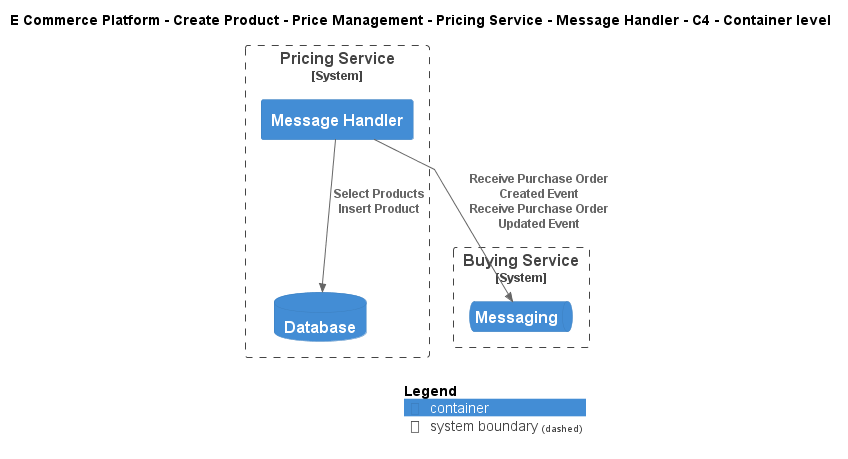 E Commerce Platform - Create Product - Price Management - Pricing Service - Message Handler - C4 - Container level
Pricing Service
[System]
Message Handler
Select Products
Insert Product
Receive Purchase Order
Created Event
Receive Purchase Order
Updated Event
Buying Service
[System]
Database
Messaging
Legend
container
system boundary (dashed)